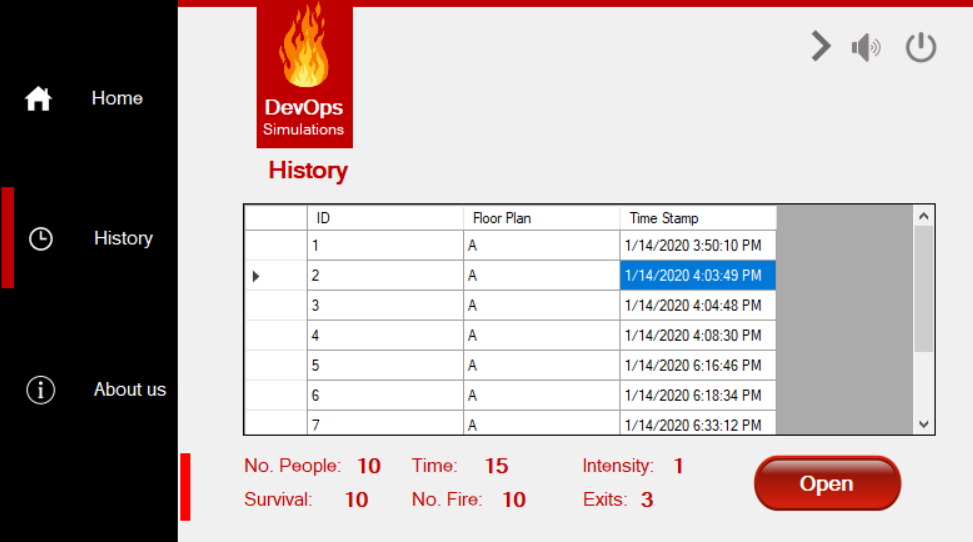 DevOps
Simulations
Home
History
ID Floor Plan Time Stamp
1 A 1/14/2020 3:50:10 PM
History
2 A 1/14/2020 4:03:49 PM
3 A 1/14/2020 4:04:48 PM
4 A 1/14/2020 4:08:30 PM
5 A 1/14/2020 6:16:46 PM
About us
6 A 1/14/2020 6:18:34 PM
7 A 1/14/2020 6:33:12 PM
No. People: 10 Time: 15 Intensity: 1
Survival: 10 No. Fire: 10 Exits: 3
Open